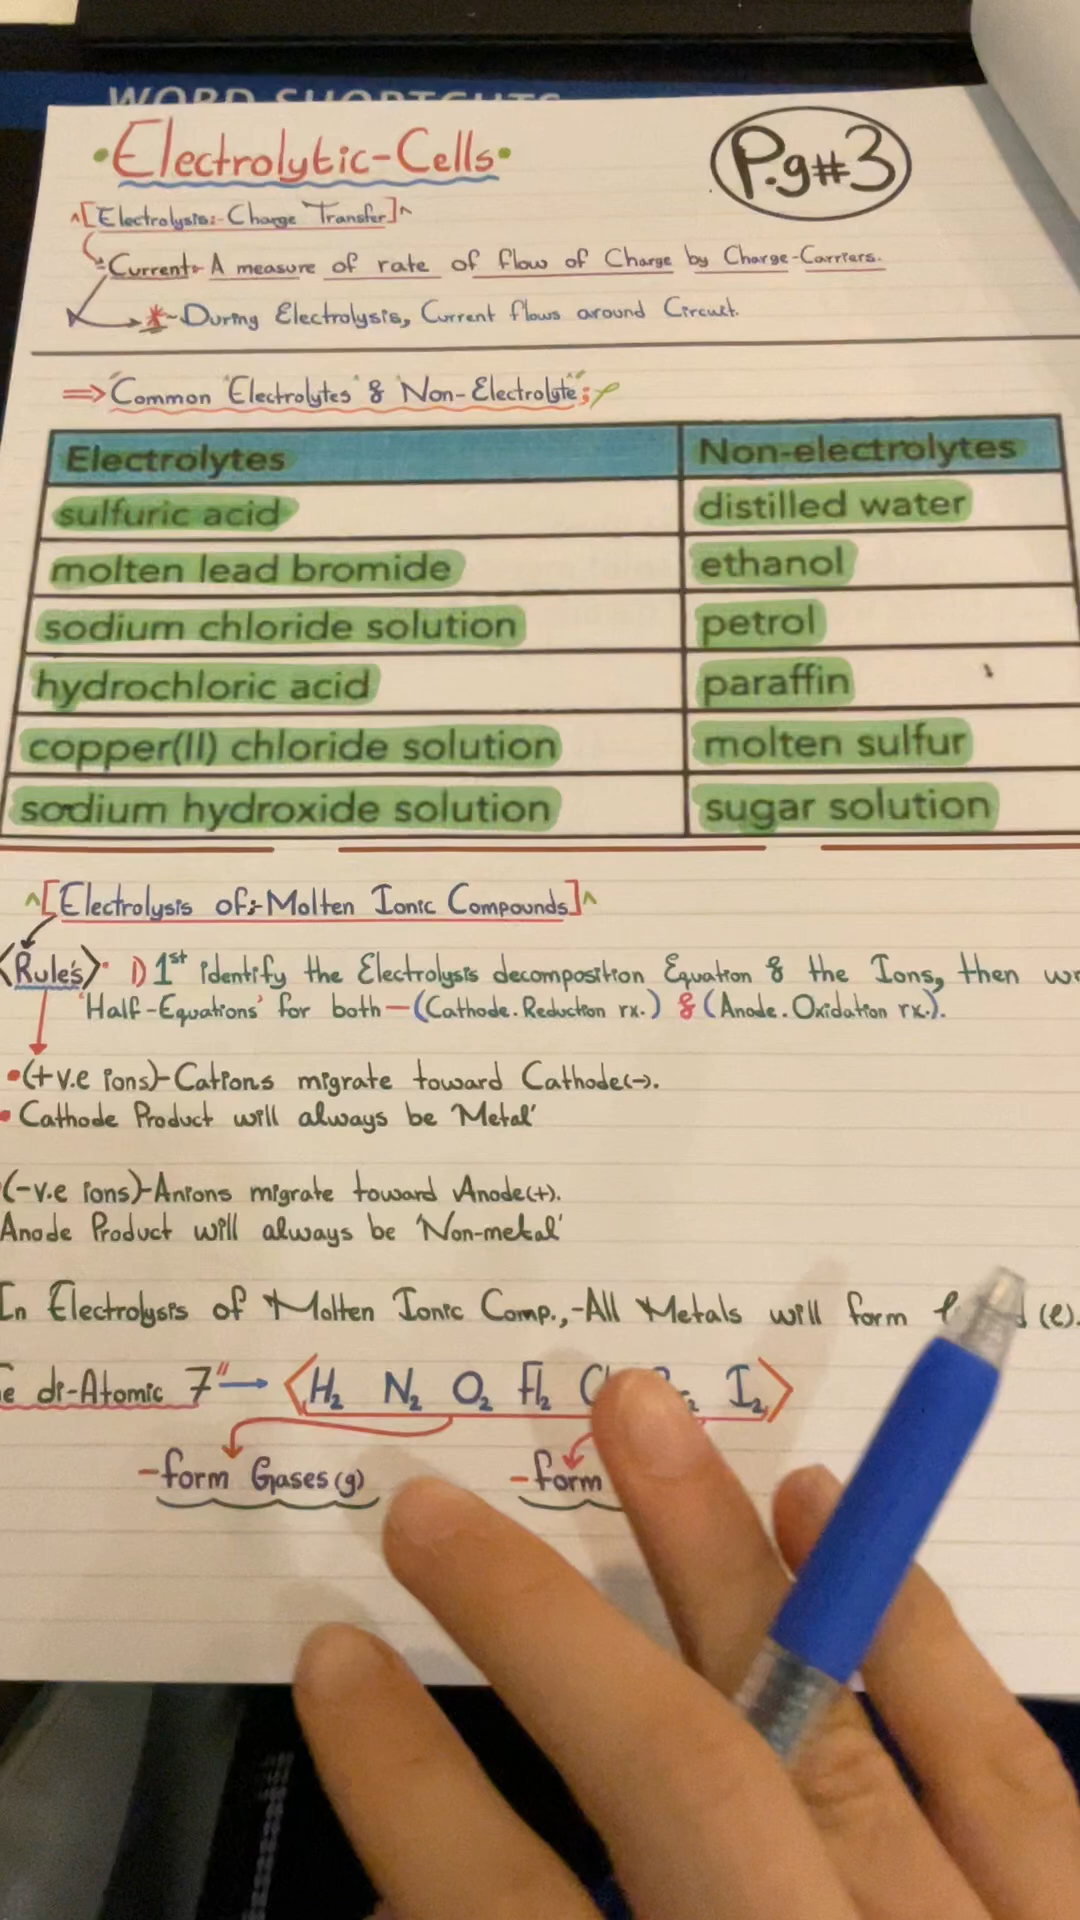 WORD SHORTCUTS
•Electrolytic-Cells•
P.g#3
^[Electrolysis:-Charge Transfer]^
Current- A measure of rate of flow of Charge by Charge-Carriers.
*-During Electrolysis, Current flows around Circuit.
⇒ "Common 'Electrolytes' & 'Non-Electrolyte';
Electrolytes Non-electrolytes
sulfuric acid distilled water
molten lead bromide ethanol
sodium chloride solution petrol
hydrochloric acid paraffin
copper(II) chloride solution molten sulfur
sodium hydroxide solution sugar solution
^[Electrolysis of:-Molten Ionic Compounds]^
<Rule's>• 1) 1st identify the Electrolysis decomposition Equation & the Ions, then
'Half-Equations' for both-(Cathode.Reduction rx.) & (Anode.Oxidation rx.).
•(+v.e ions)-Cations migrate toward Cathode(-).
• Cathode Product will always be 'Metal'
(-v.e ions)-Anions migrate toward Anode(+).
Anode Product will always be 'Non-metal'
In Electrolysis of Molten Ionic Comp.,-All Metals will form (l).
di-Atomic 7"→ <H₂ N₂ O₂ Fl₂ I₂>
-form Gases(g) -form